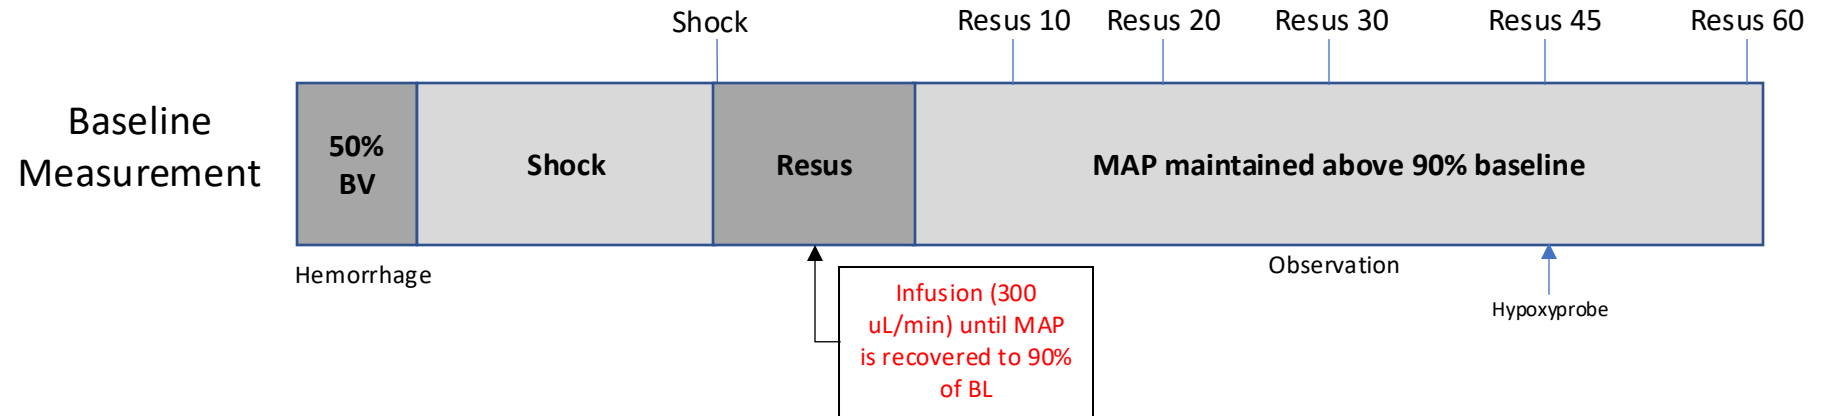 Shock
Resus 10
Resus 20
Resus 30
Resus 45
Resus 60
Baseline
Measurement
50%
BV
Shock
Resus
MAP maintained above 90% baseline
Hemorrhage
Observation
Hypoxyprobe
Infusion (300
uL/min) until MAP
is recovered to 90%
of BL